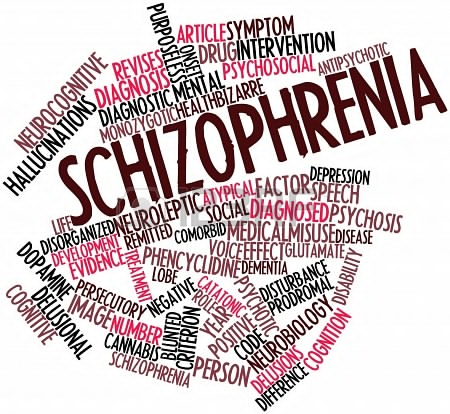 PURPOSELESS
ONSET
ARTICLE
SYMPTOM
REVISES
DRUG
INTERVENTION
NEUROCOGNITIVE
DIAGNOSIS
PSYCHOSOCIAL
ANTIPSYCHOTIC
HALLUCINATIONS
DIAGNOSTIC
MENTAL
MONOZYGOTIC
HEALTH
BIZARRE
SCHIZOPHRENIA
DEPRESSION
ATYPICAL
FACTOR
SPEECH
LIFE
NEUROLEPTIC
SOCIAL
DIAGNOSED
PSYCHOSIS
DISORGANIZED
REMITTED
COMORBID
MEDICAL
MISUSE
DISEASE
DEVELOPMENT
VOICE
EFFECT
GLUTAMATE
EVIDENCE
TREATMENT
PHENCYCLIDINE
DEMENTIA
DISABILITY
DOPAMINE
LOBE
DISTURBANCE
PERSECUTORY
NEGATIVE
CATATONIC
PSYCHOTIC
PRODROMAL
DELUSIONAL
IMAGE
ROLE
COGNITIVE
NUMBER
BLUNTED
YEAR
POSITIVE
CODE
NEUROBIOLOGY
CANNABIS
CRITERION
COGNITION
SCHIZOPHRENIA
PERSON
DELUSIONS
DIFFERENCE